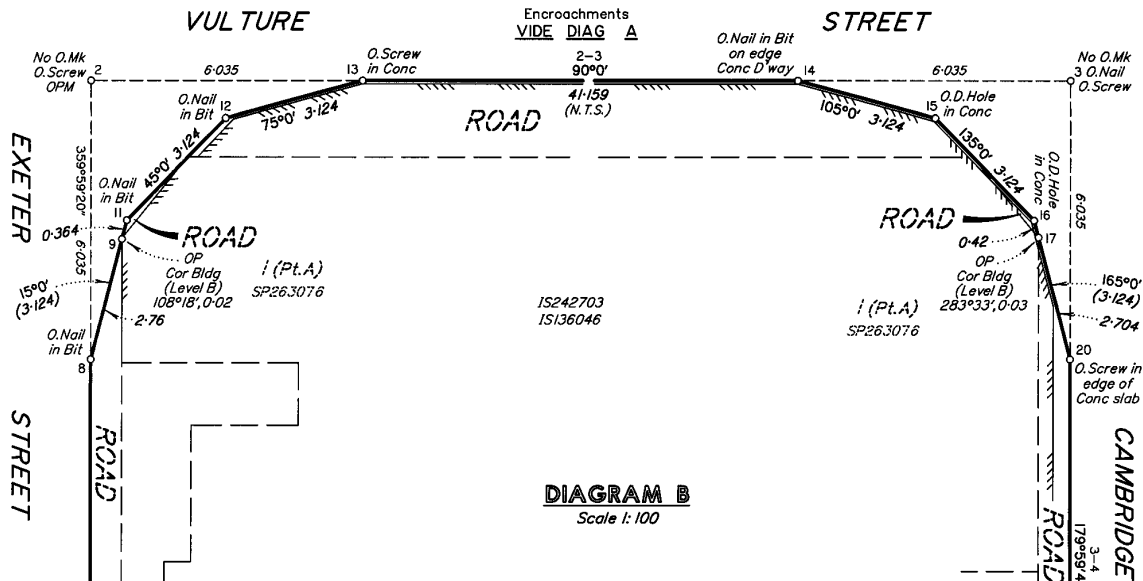 VULTURE
Encroachments
VIDE DIAG A
STREET
No O.Mk
O.Screw
OPM
2
6·035
13
O.Screw
in Conc
2-3
90°0'
41·159
(N.T.S.)
O.Nail in Bit
on edge
Conc D'way
14
6·035
No O.Mk
3 O.Nail
O.Screw
O.Nail
in Bit
12
75°0' 3·124
ROAD
105°0' 3·124
15
O.D.Hole
in Conc
EXETER
STREET
359°59'20"
6·035
45°0' 3·124
135°0' 3·124
O.D.Hole
in Conc
6·035
O.Nail
in Bit
11
0·364
9
ROAD
OP
Cor Bldg
(Level B)
108°18',0·02
1 (Pt.A)
SP263076
15°0'
(3·124)
2·76
O.Nail
in Bit
8
IS242703
IS136046
ROAD
16
0·42
17
OP
Cor Bldg
(Level B)
283°33',0·03
1 (Pt.A)
SP263076
165°0'
(3·124)
2·704
20
O.Screw in
edge of
Conc slab
ROAD
DIAGRAM B
Scale 1:100
ROAD
3-4
179°59'4
CAMBRIDGE